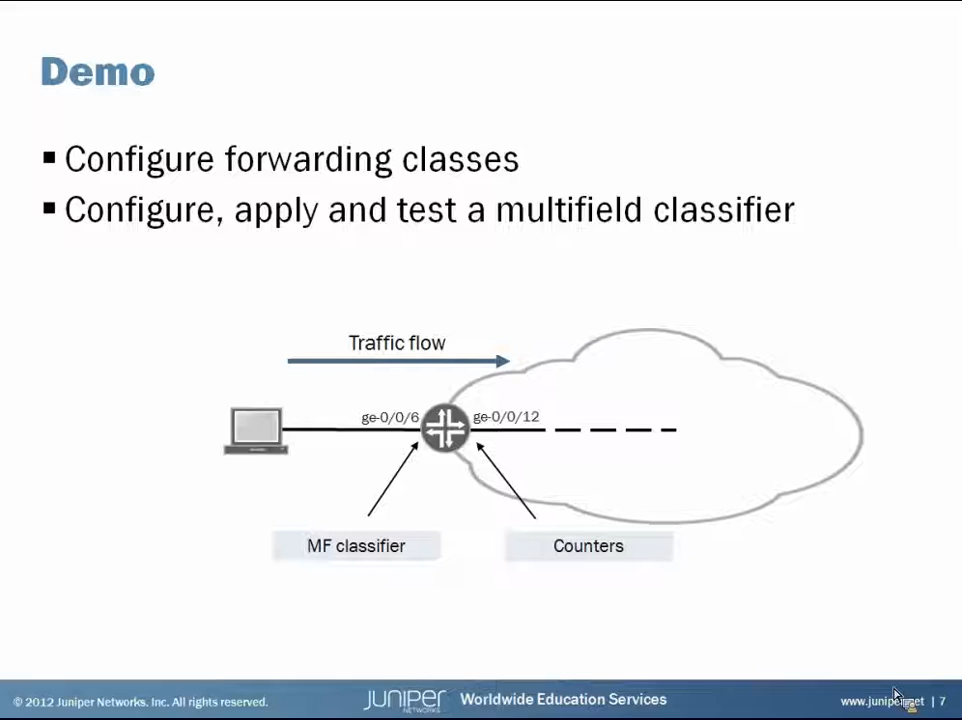 Demo
Configure forwarding classes
Configure, apply and test a multifield classifier
Traffic flow
ge-0/0/6
ge-0/0/12
MF classifier
Counters
© 2012 Juniper Networks. Inc. All rights reserved.
JUNIPER
NETWORKS
Worldwide Education Services
www.juniper.net | 7